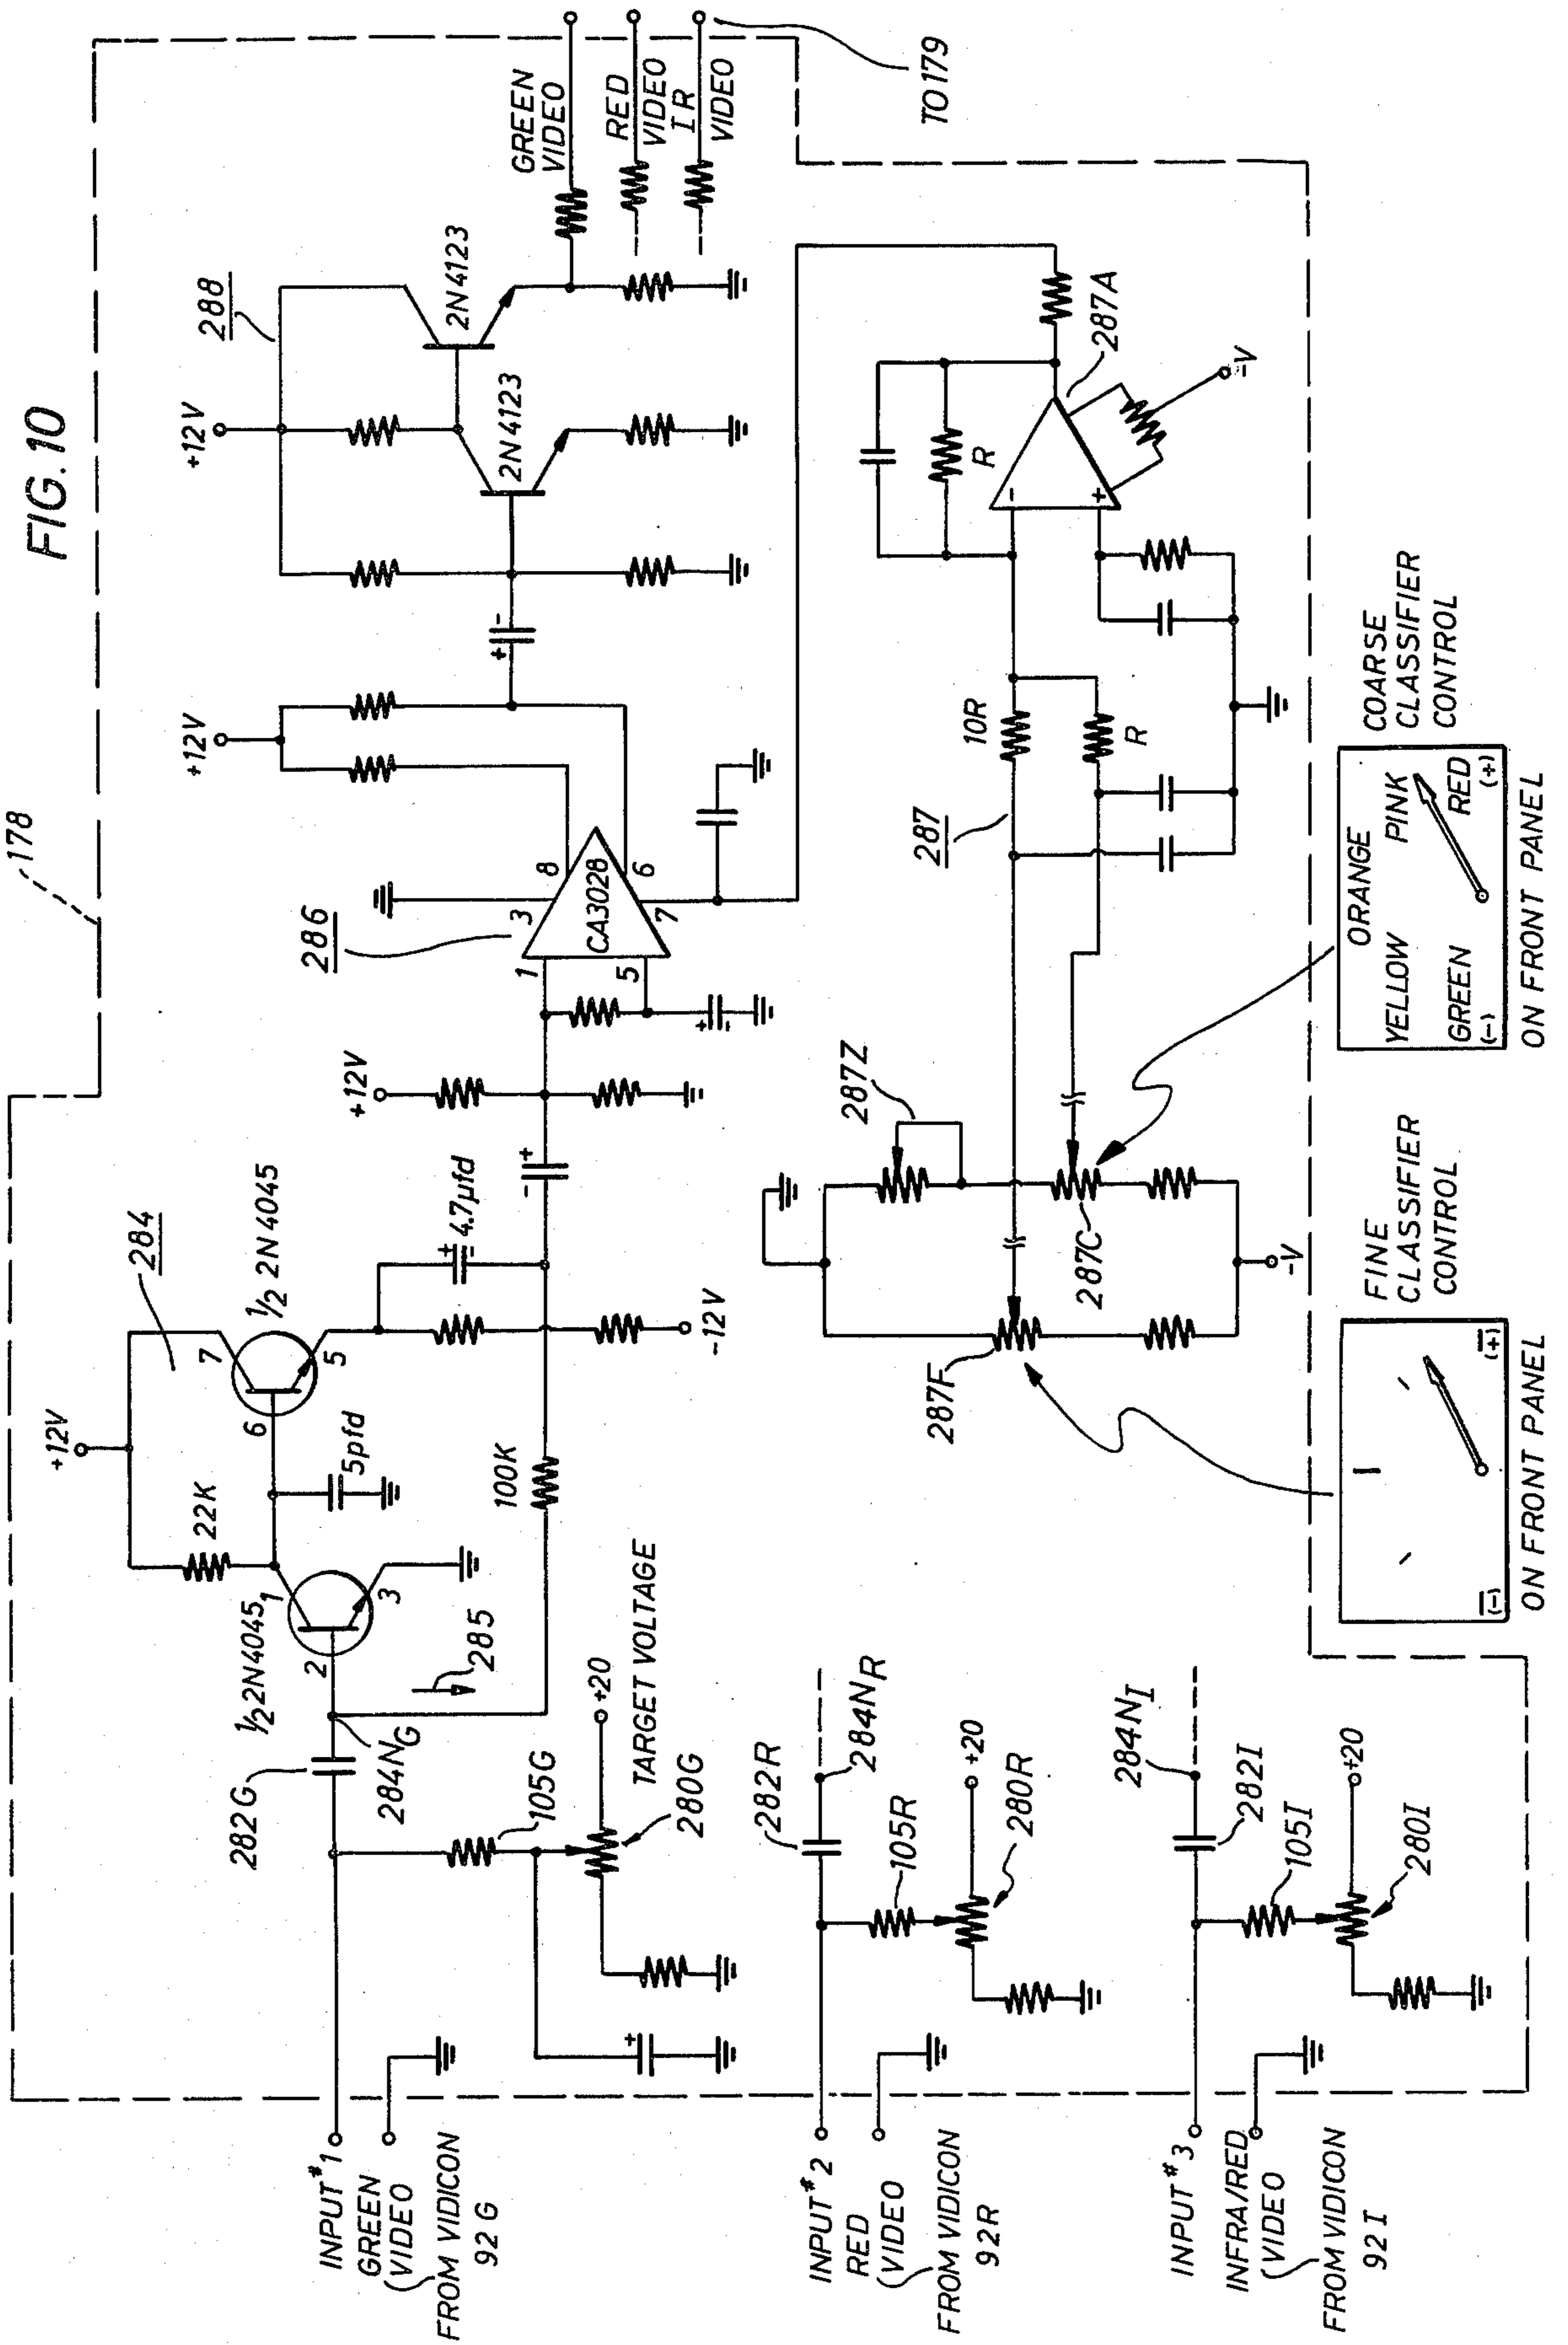 FIG. 10
178
+12V
284
22K
7
1/2 2N4045
6
5
5pfd
1/2 2N4045
1
2
3
4.7µfd
+
-
-12V
100K
285
282G
284NG
105G
+20
TARGET VOLTAGE
280G
+
INPUT #1
GREEN
VIDEO
FROM VIDICON
92G
-
+
+12V
286
1
5
3
8
6
7
CA3028
+
-
+12V
+
-
+12V
288
2N4123
2N4123
GREEN
VIDEO
RED
VIDEO
IR
VIDEO
TO 179
282R
284NR
105R
+20
280R
INPUT #2
RED
VIDEO
FROM VIDICON
92R
284NI
282I
105I
+20
280I
INPUT #3
INFRA/RED
VIDEO
FROM VIDICON
92I
287Z
287F
287C
-V
287
10R
R
R
-
+
287A
-V
FINE
CLASSIFIER
CONTROL
(-)
(+)
ON FRONT PANEL
COARSE
CLASSIFIER
CONTROL
ORANGE
YELLOW
PINK
GREEN
RED
(-)
(+)
ON FRONT PANEL